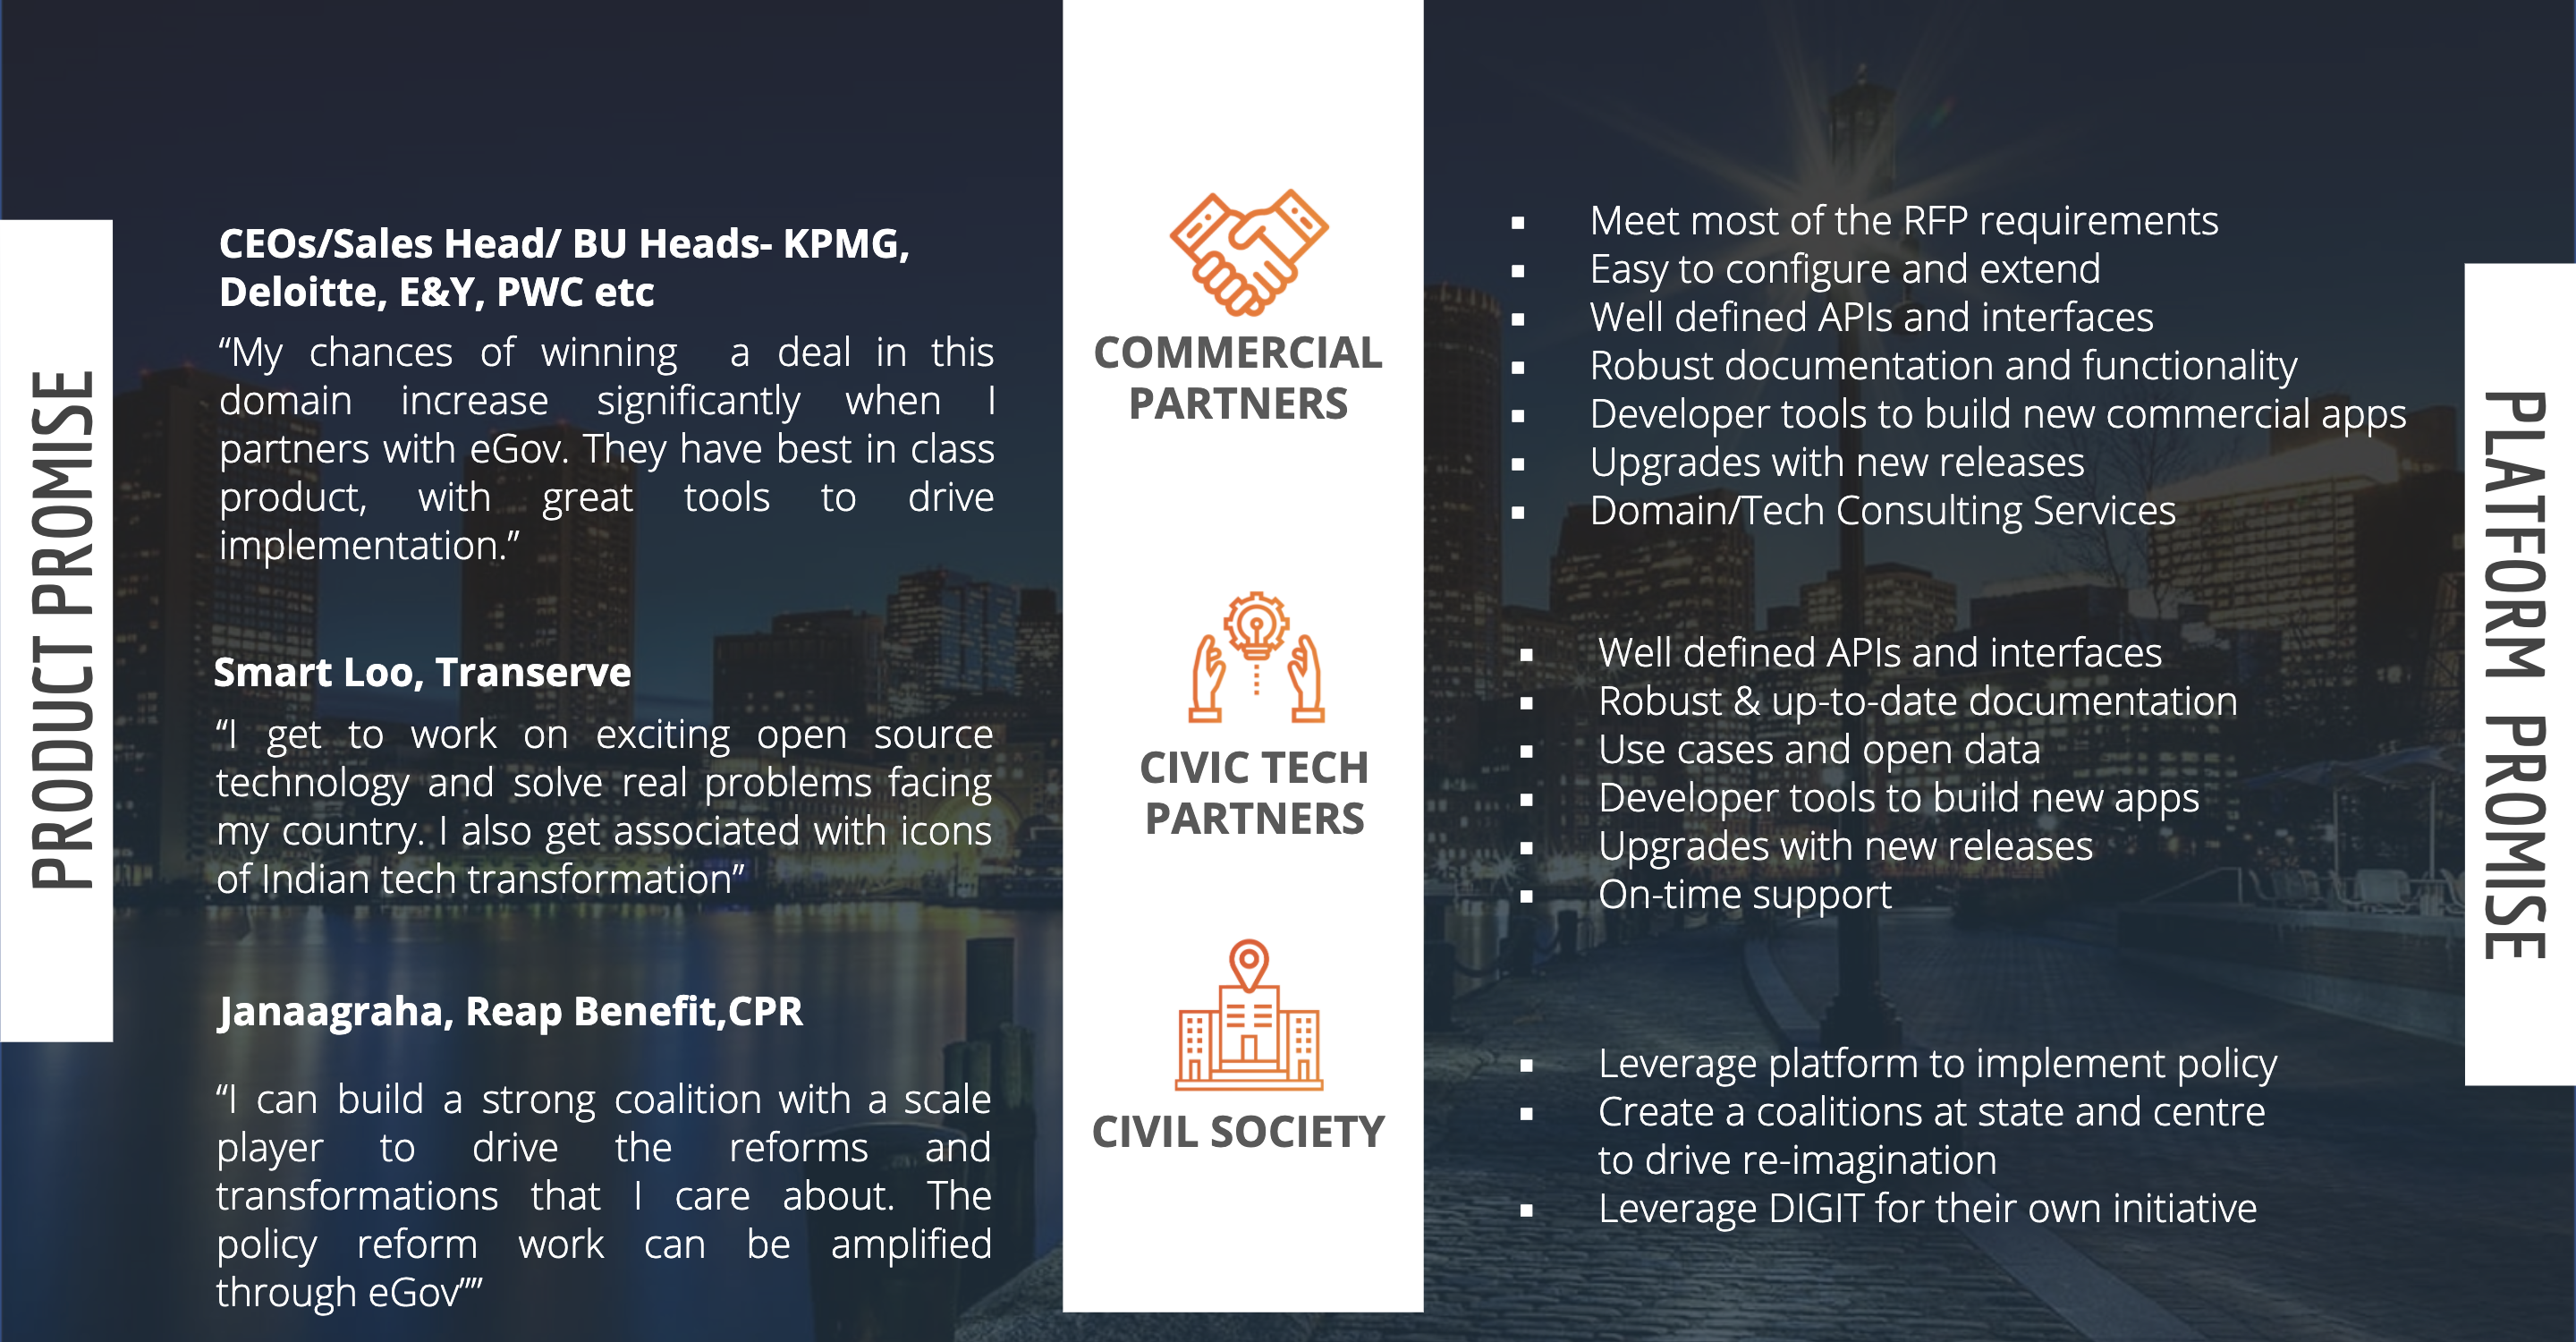 PRODUCT PROMISE
CEOs/Sales Head/ BU Heads- KPMG,
Deloitte, E&Y, PWC etc
“My chances of winning a deal in this
domain increase significantly when I
partners with eGov. They have best in class
product, with great tools to drive
implementation.”
Smart Loo, Transerve
“I get to work on exciting open source
technology and solve real problems facing
my country. I also get associated with icons
of Indian tech transformation”
Janaagraha, Reap Benefit,CPR
“I can build a strong coalition with a scale
player to drive the reforms and
transformations that I care about. The
policy reform work can be amplified
through eGov””
COMMERCIAL
PARTNERS
CIVIC TECH
PARTNERS
CIVIL SOCIETY
▪ Meet most of the RFP requirements
▪ Easy to configure and extend
▪ Well defined APIs and interfaces
▪ Robust documentation and functionality
▪ Developer tools to build new commercial apps
▪ Upgrades with new releases
▪ Domain/Tech Consulting Services
▪ Well defined APIs and interfaces
▪ Robust & up-to-date documentation
▪ Use cases and open data
▪ Developer tools to build new apps
▪ Upgrades with new releases
▪ On-time support
▪ Leverage platform to implement policy
▪ Create a coalitions at state and centre
to drive re-imagination
▪ Leverage DIGIT for their own initiative
PLATFORM PROMISE